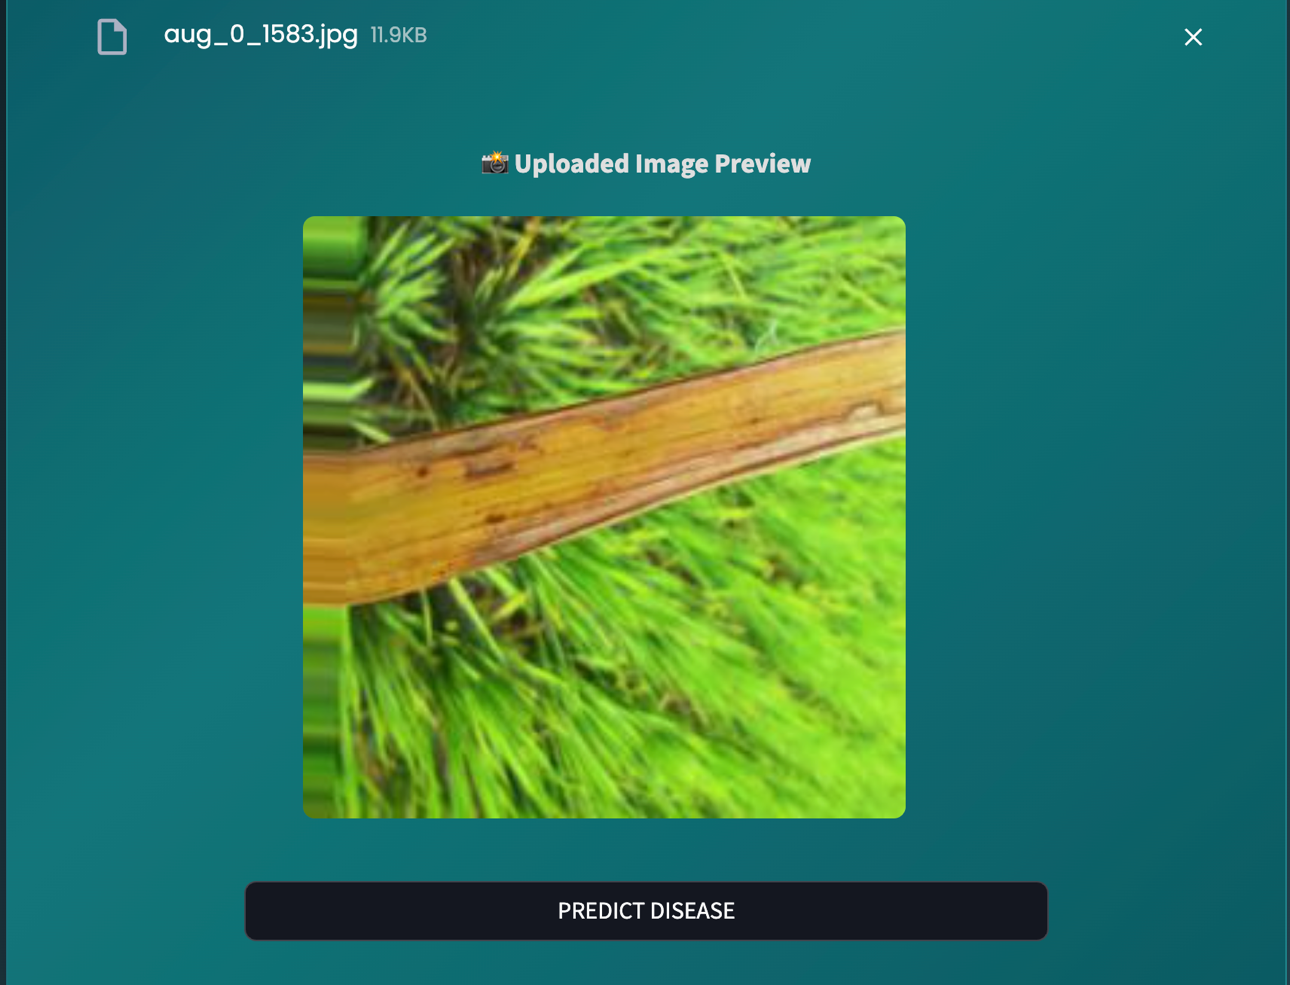 aug_0_1583.jpg 11.9KB
📸 Uploaded Image Preview
PREDICT DISEASE